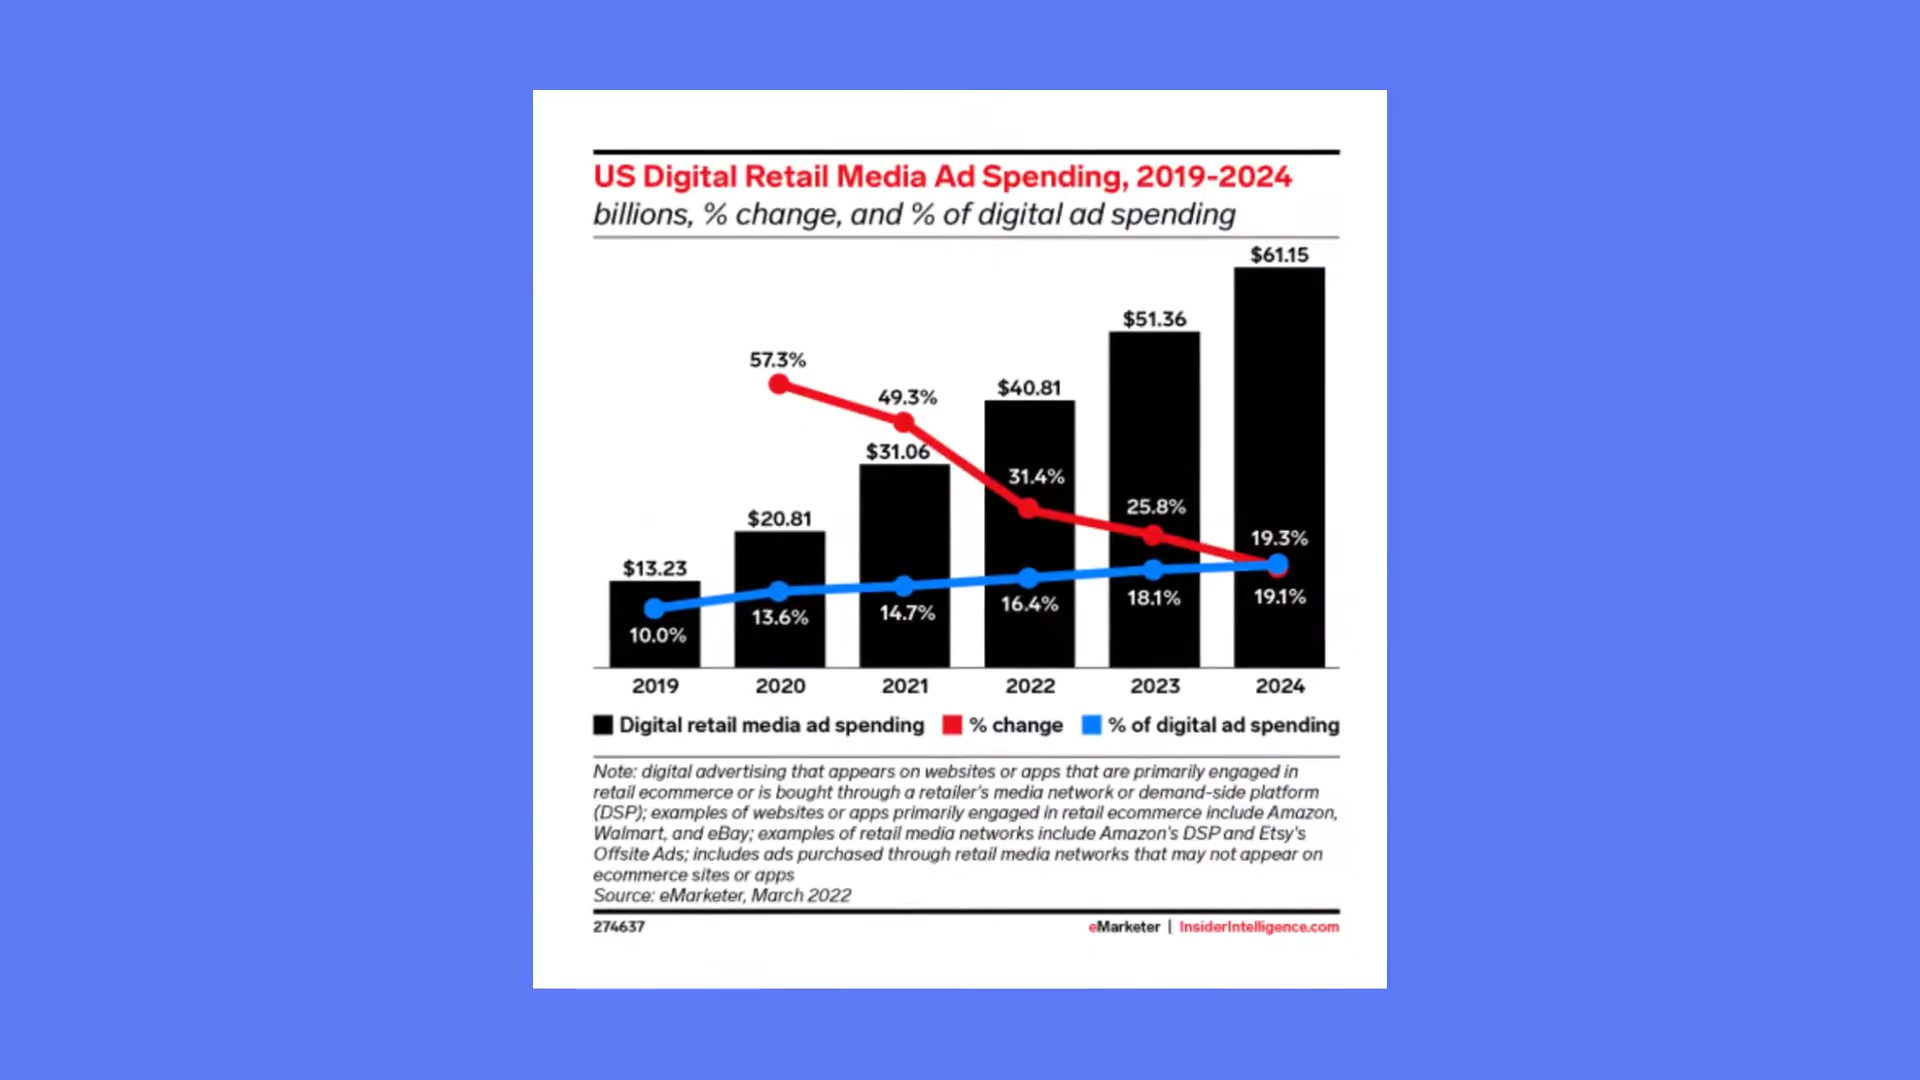 US Digital Retail Media Ad Spending, 2019-2024
billions, % change, and % of digital ad spending
$61.15
$51.36
57.3%
$40.81
49.3%
$31.06
31.4%
25.8%
$20.81
19.3%
$13.23
10.0%
13.6%
14.7%
16.4%
18.1%
19.1%
2019 2020 2021 2022 2023 2024
Digital retail media ad spending % change % of digital ad spending
Note: digital advertising that appears on websites or apps that are primarily engaged in
retail ecommerce or is bought through a retailer's media network or demand-side platform
(DSP); examples of websites or apps primarily engaged in retail ecommerce include Amazon,
Walmart, and eBay; examples of retail media networks include Amazon's DSP and Etsy's
Offsite Ads; includes ads purchased through retail media networks that may not appear on
ecommerce sites or apps
Source: eMarketer, March 2022
274637 eMarketer | InsiderIntelligence.com